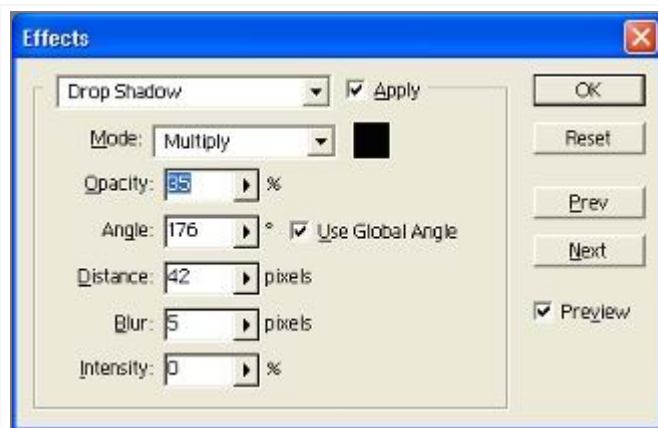 Effects
Drop Shadow Apply OK
Mode: Multiply Reset
Opacity: 35 %
Prev
Angle: 176 ° Use Global Angle
Next
Distance: 42 pixels
Preview
Blur: 5 pixels
Intensity: 0 %